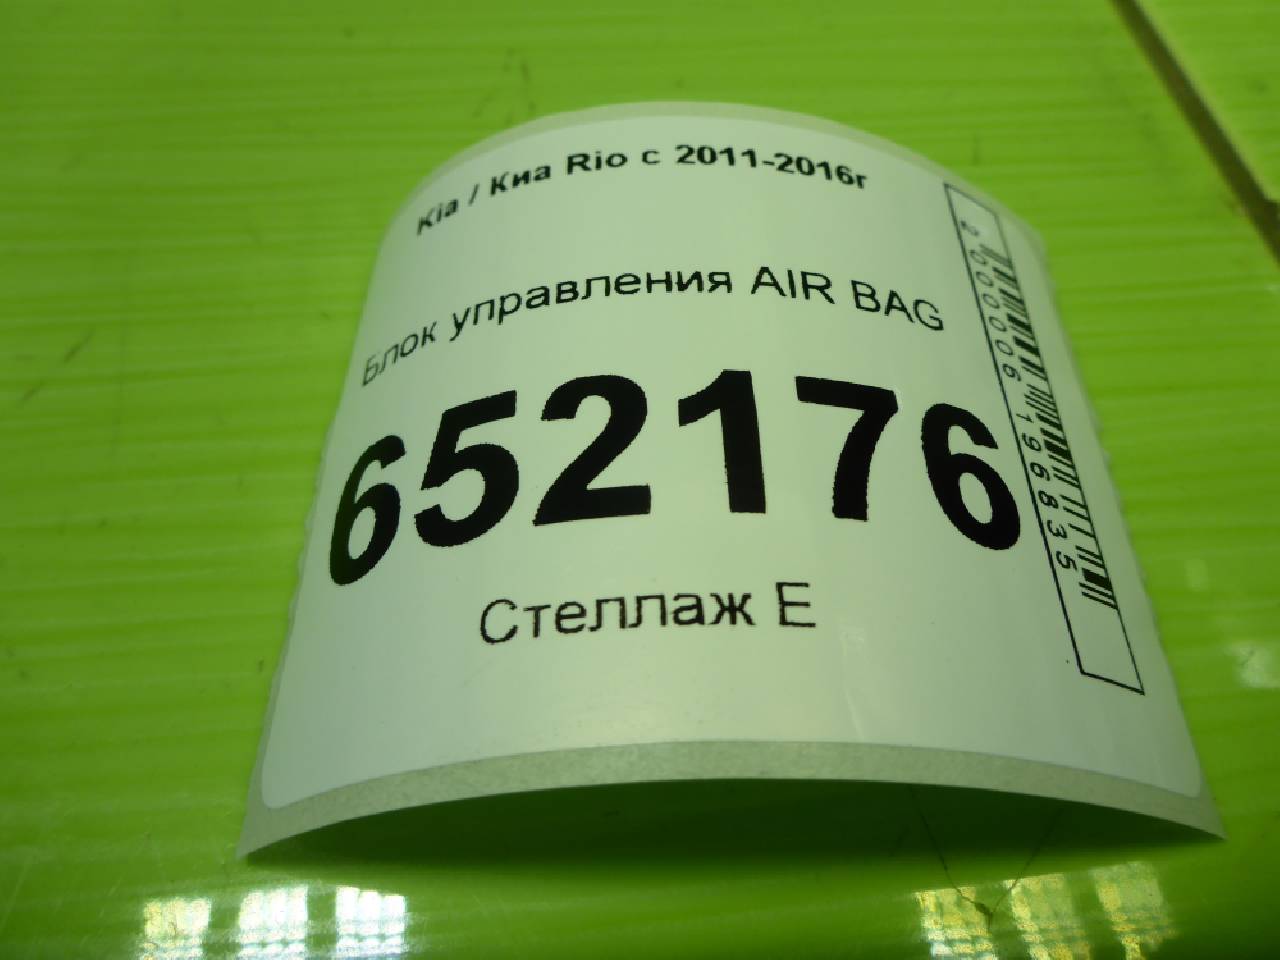 Kia / Киа Rio с 2011-2016г
Блок управления AIR BAG
652176
Стеллаж Е
2000006196835